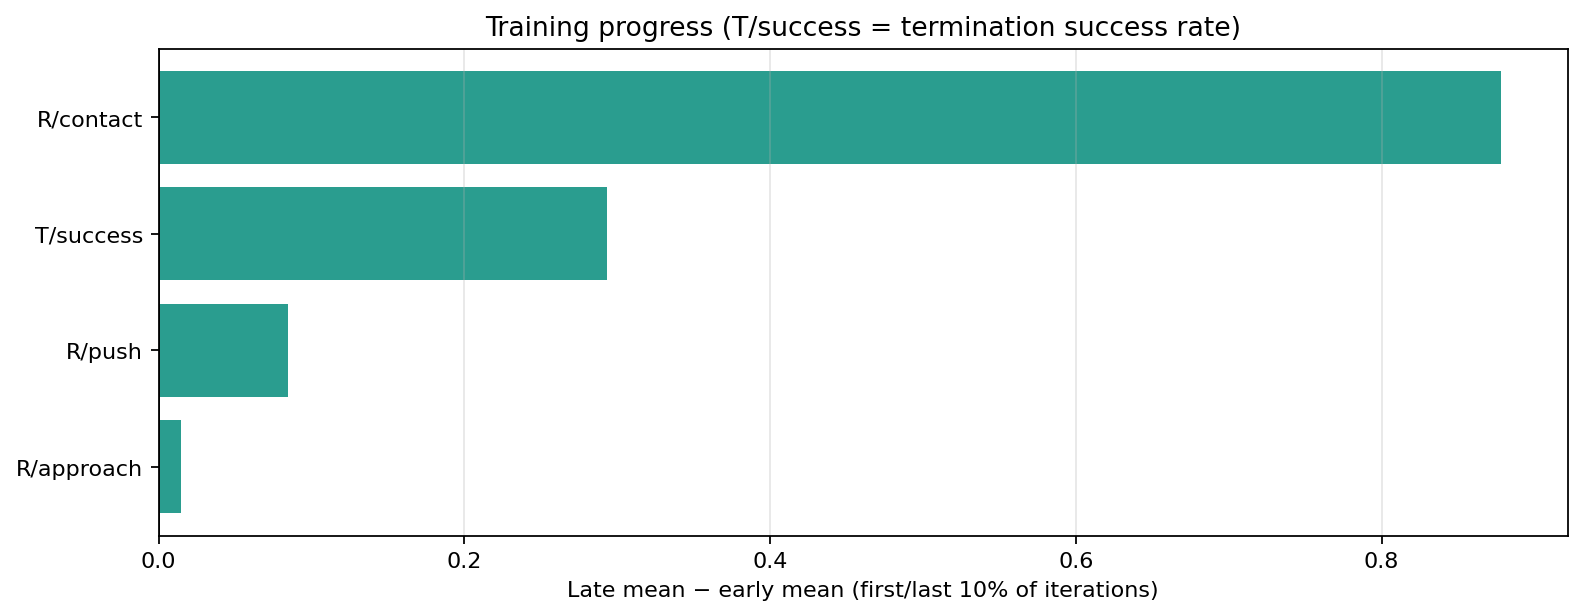 Training progress (T/success = termination success rate)
R/contact
T/success
R/push
R/approach
0.0 0.2 0.4 0.6 0.8
Late mean − early mean (first/last 10% of iterations)